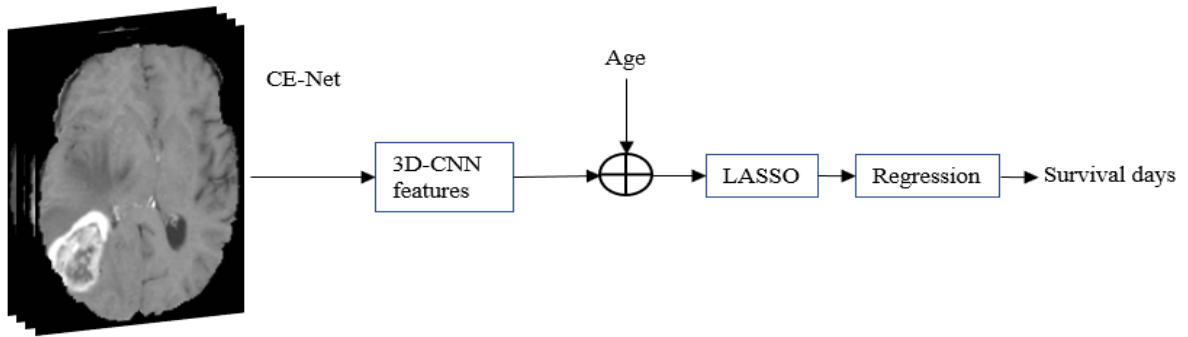 CE-Net
Age
3D-CNN
features
LASSO
Regression
Survival days